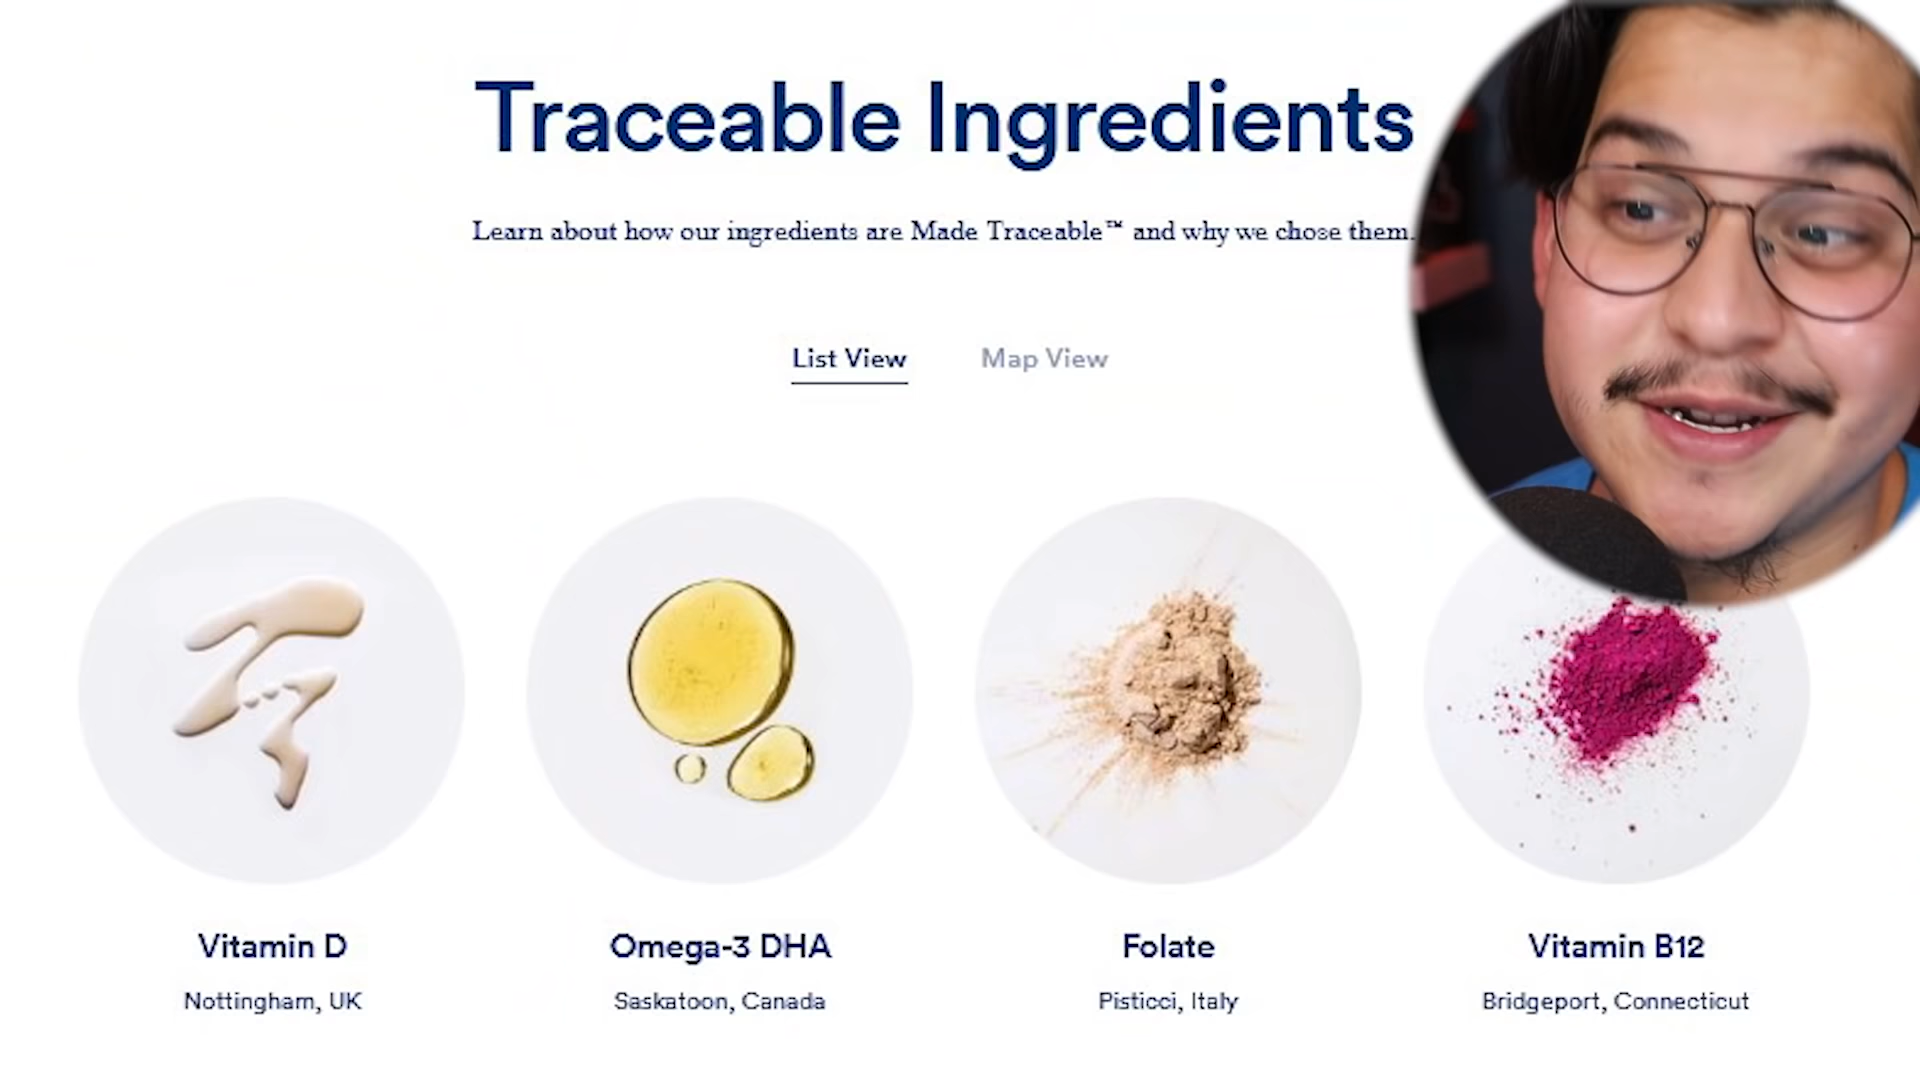 Traceable Ingredients
Learn about how our ingredients are Made Traceable™ and why we chose them.
List View
Map View
Vitamin D
Omega-3 DHA
Folate
Vitamin B12
Nottingham, UK
Saskatoon, Canada
Pisticci, Italy
Bridgeport, Connecticut